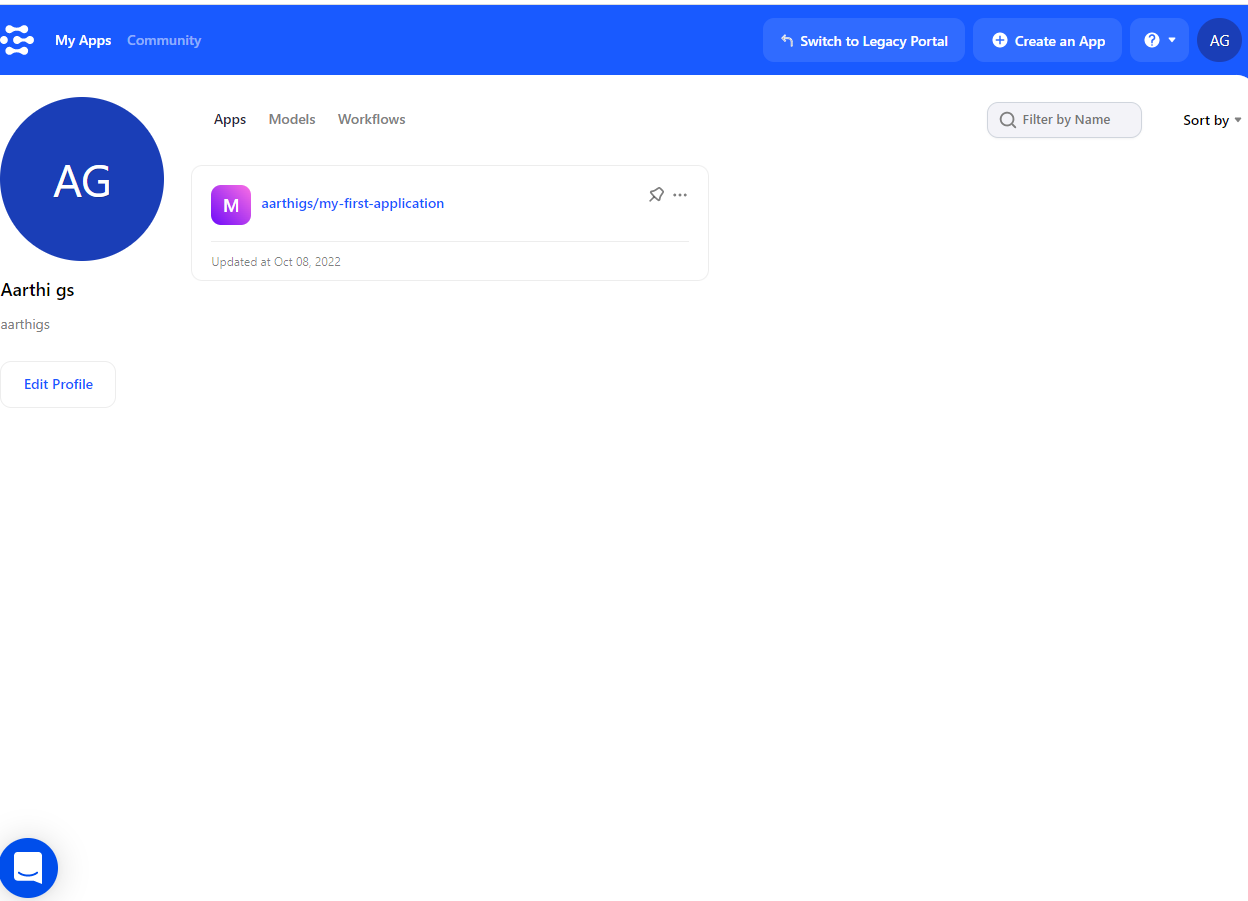 My Apps Community Switch to Legacy Portal Create an App ? AG
AG
Apps Models Workflows Filter by Name Sort by
M aarthigs/my-first-application
Updated at Oct 08, 2022
Aarthi gs
aarthigs
Edit Profile